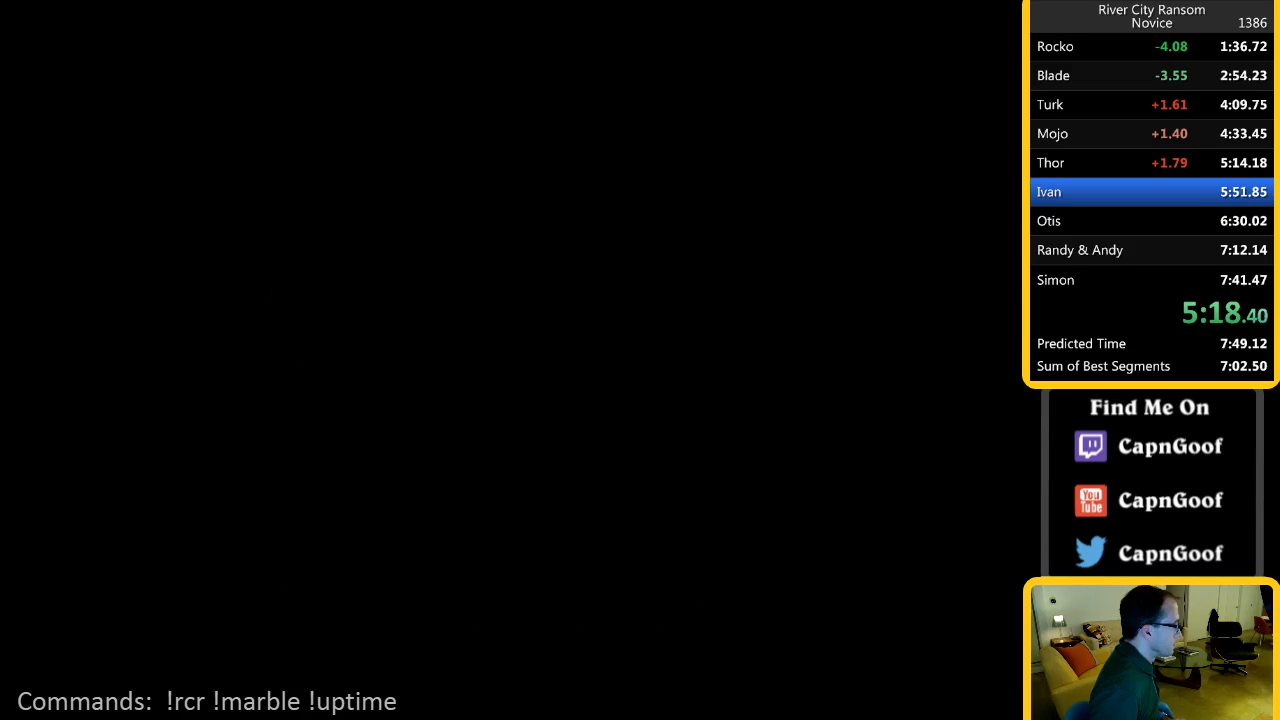 River City Ransom
Novice 1386
Rocko -4.08 1:36.72
Blade -3.55 2:54.23
Turk +1.61 4:09.75
Mojo +1.40 4:33.45
Thor +1.79 5:14.18
Ivan 5:51.85
Otis 6:30.02
Randy & Andy 7:12.14
Simon 7:41.47
5:18.40
Predicted Time 7:49.12
Sum of Best Segments 7:02.50
Find Me On
CapnGoof
You Tube CapnGoof
CapnGoof
Commands: !rcr !marble !uptime